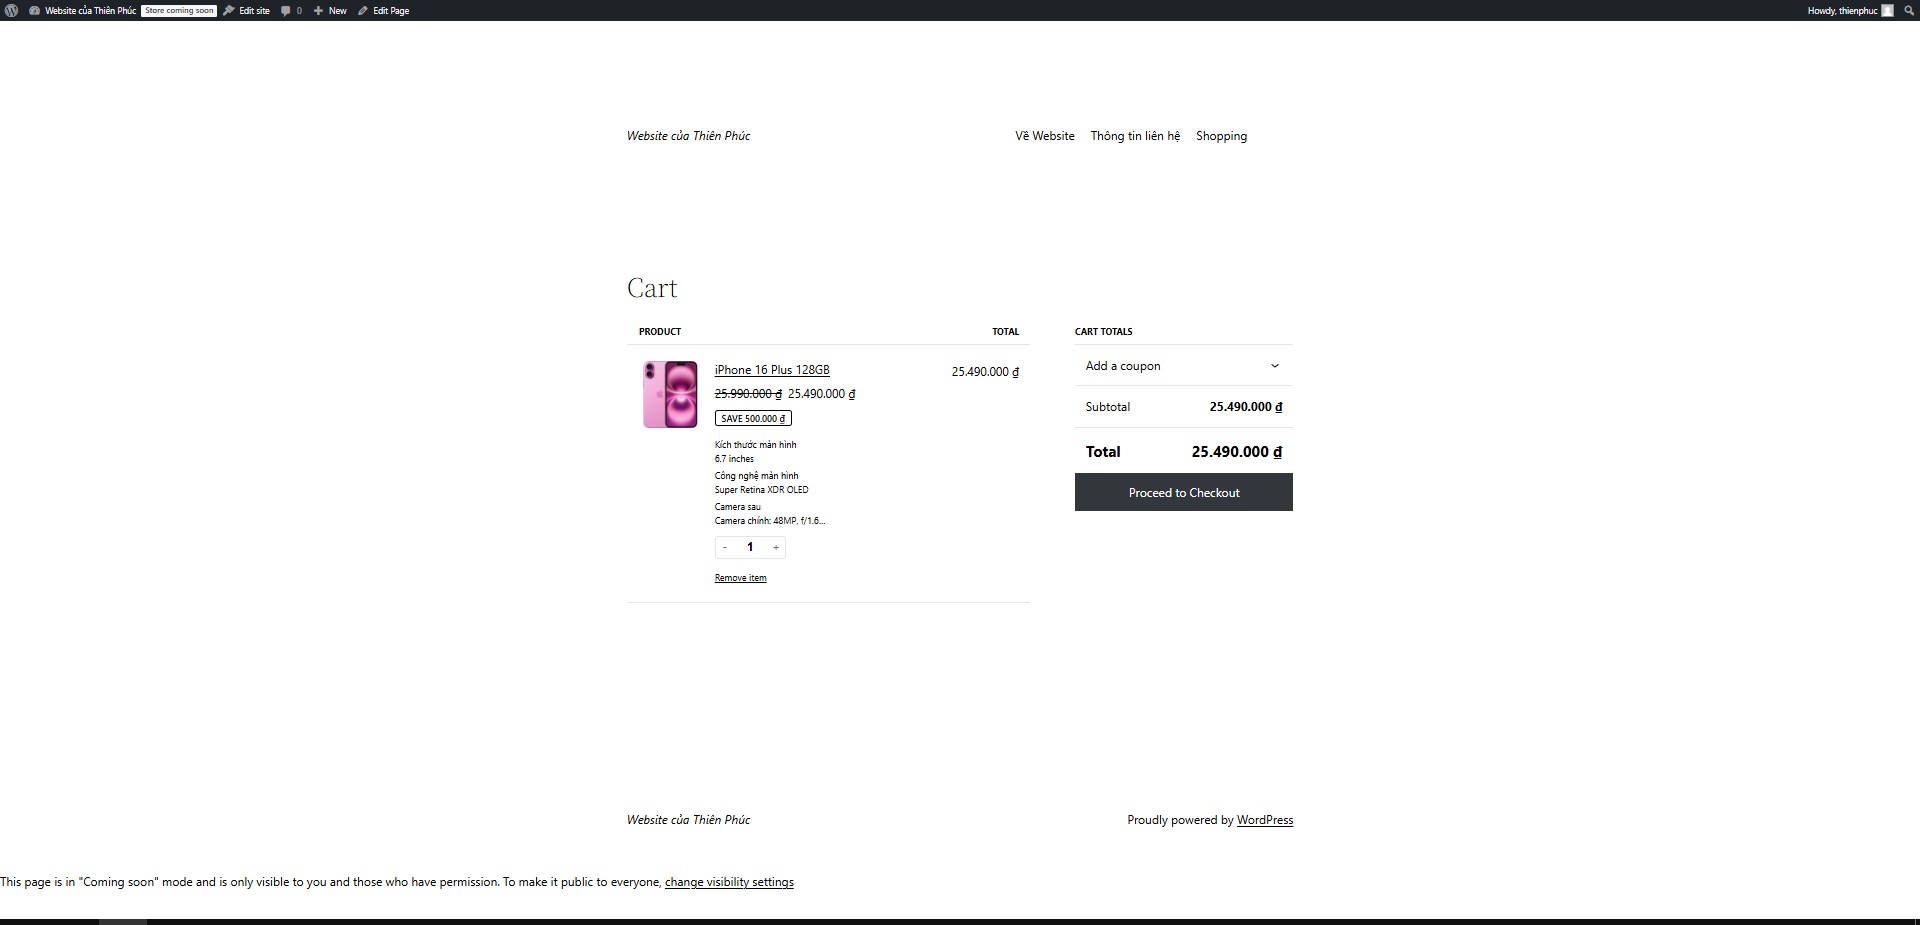 Website của Thiên Phúc Store coming soon Edit site 0 New Edit Page Howdy, thienphuc
Website của Thiên Phúc Về Website Thông tin liên hệ Shopping
Cart
PRODUCT TOTAL
iPhone 16 Plus 128GB 25.490.000 ₫
25.990.000 ₫ 25.490.000 ₫
SAVE 500.000 ₫
Kích thước màn hình
6.7 inches
Công nghệ màn hình
Super Retina XDR OLED
Camera sau
Camera chính: 48MP, f/1.6...
- 1 +
Remove item
CART TOTALS
Add a coupon
Subtotal 25.490.000 ₫
Total 25.490.000 ₫
Proceed to Checkout
Website của Thiên Phúc Proudly powered by WordPress
This page is in "Coming soon" mode and is only visible to you and those who have permission. To make it public to everyone, change visibility settings